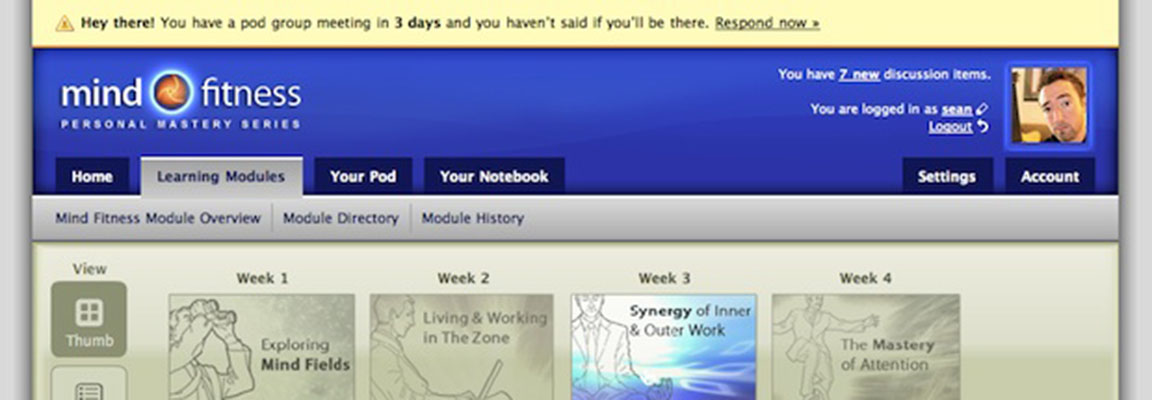 Hey there! You have a pod group meeting in 3 days and you haven't said if you'll be there. Respond now »
mind fitness
PERSONAL MASTERY SERIES
You have 7 new discussion items.
You are logged in as sean
Logout
Home
Learning Modules
Your Pod
Your Notebook
Settings
Account
Mind Fitness Module Overview
Module Directory
Module History
View
Thumb
Week 1
Week 2
Week 3
Week 4
Exploring
Mind Fields
Living & Working
in The Zone
Synergy of Inner
& Outer Work
The Mastery
of Attention